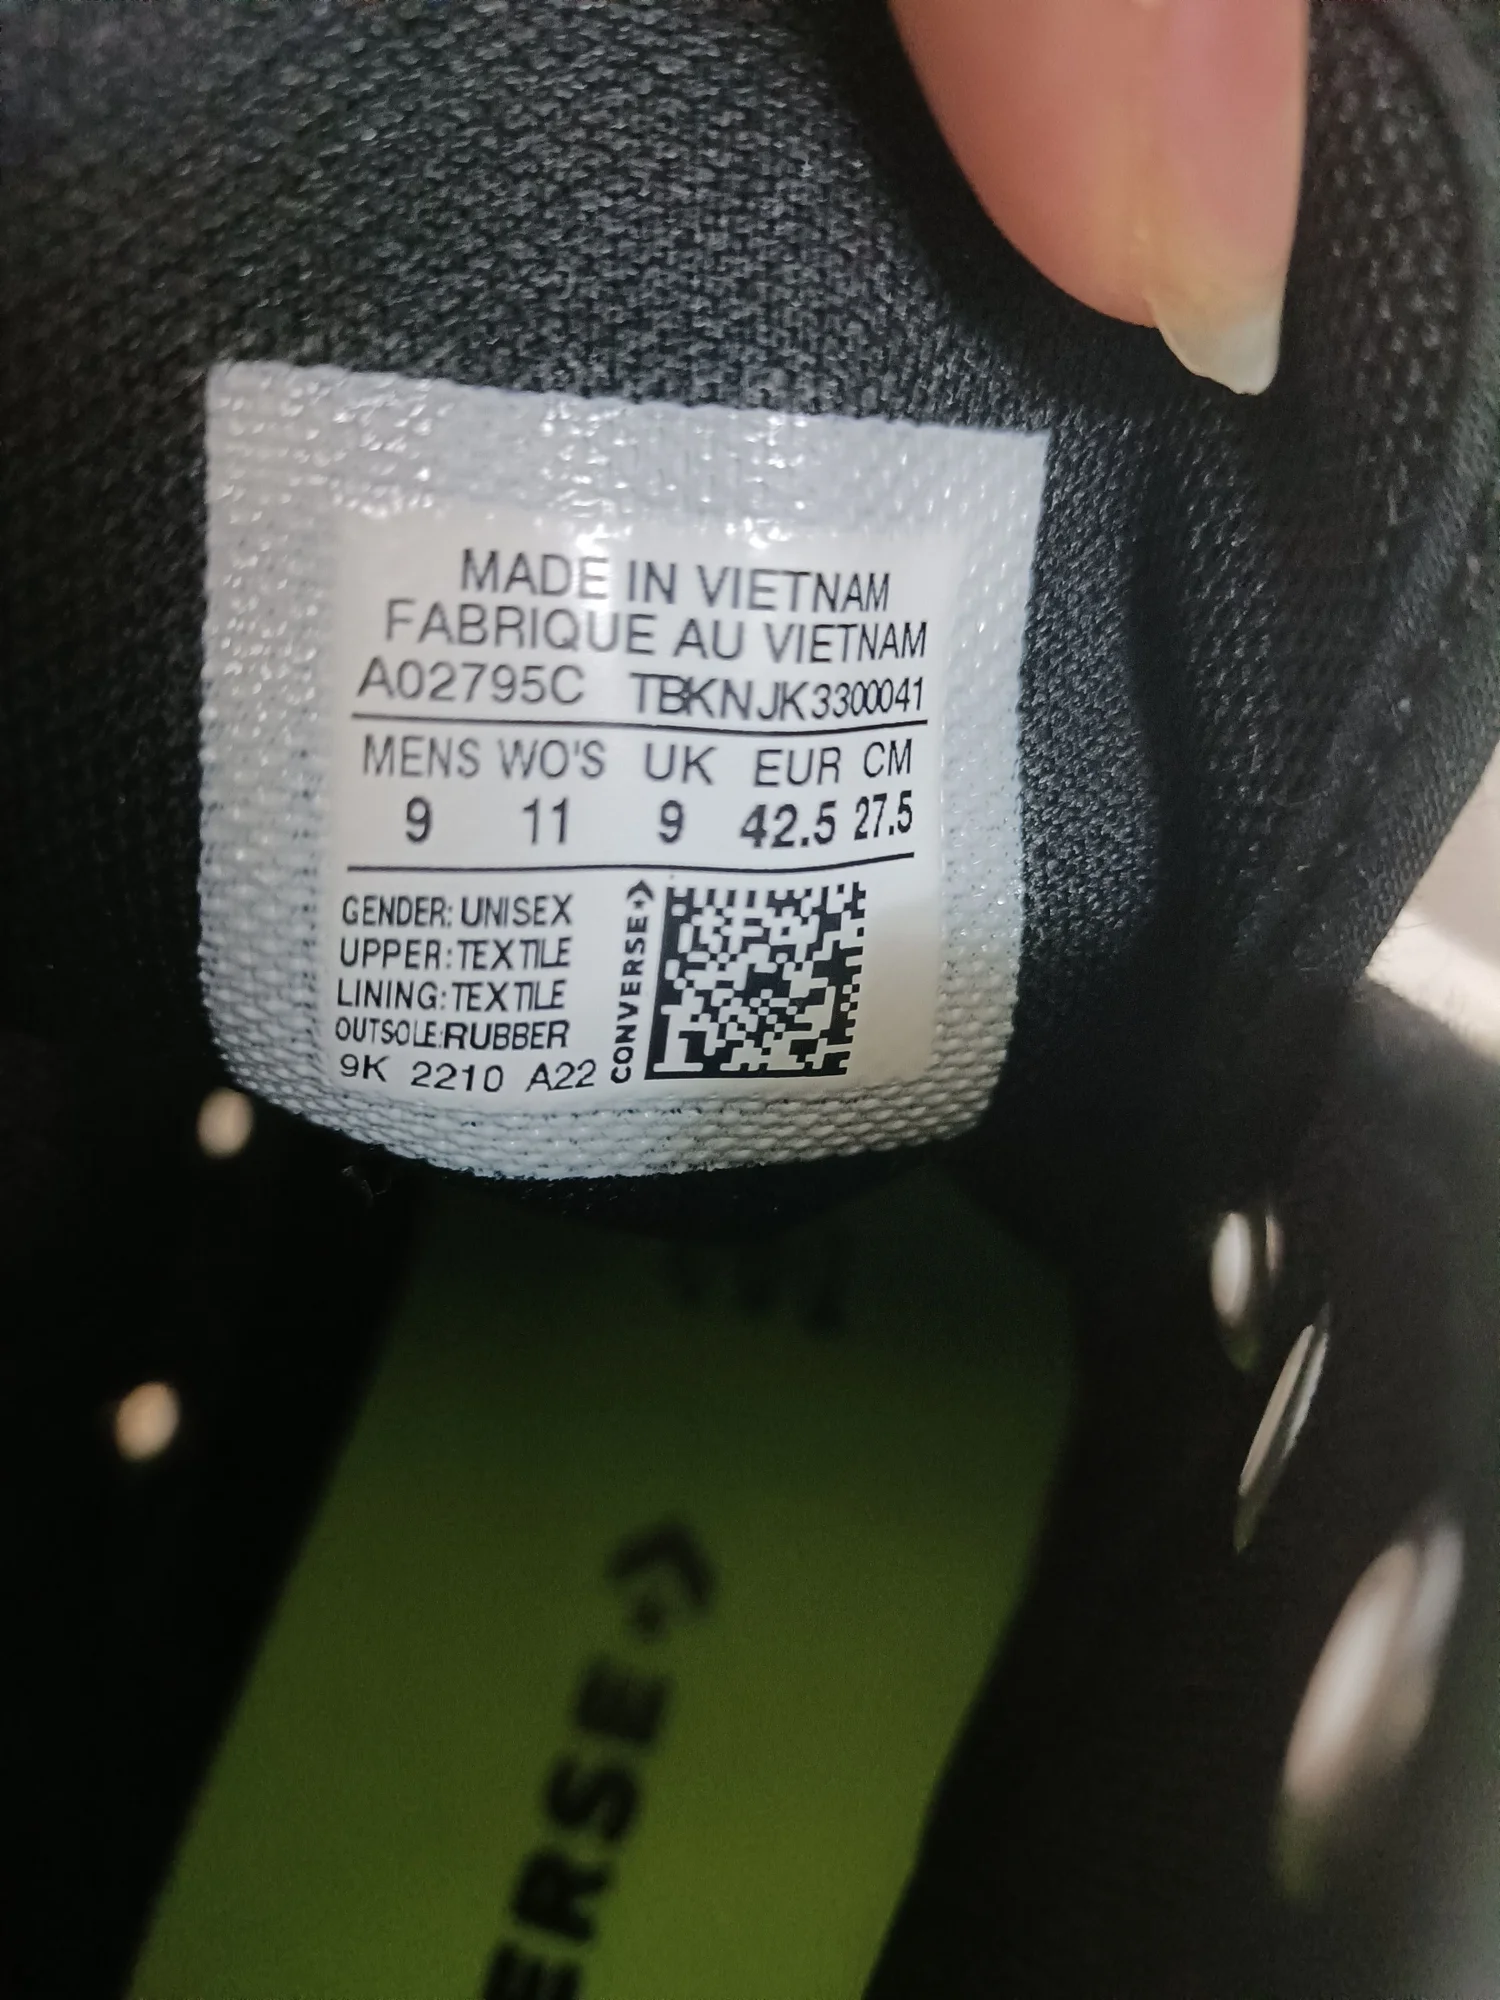 MADE IN VIETNAM
FABRIQUE AU VIETNAM
A02795C TBKNJK3300041
MENS WO'S UK EUR CM
9 11 9 42.5 27.5
GENDER: UNISEX
UPPER: TEXTILE
LINING: TEXTILE
OUTSOLE: RUBBER
9K 2210 A22
CONVERSE
ERSE